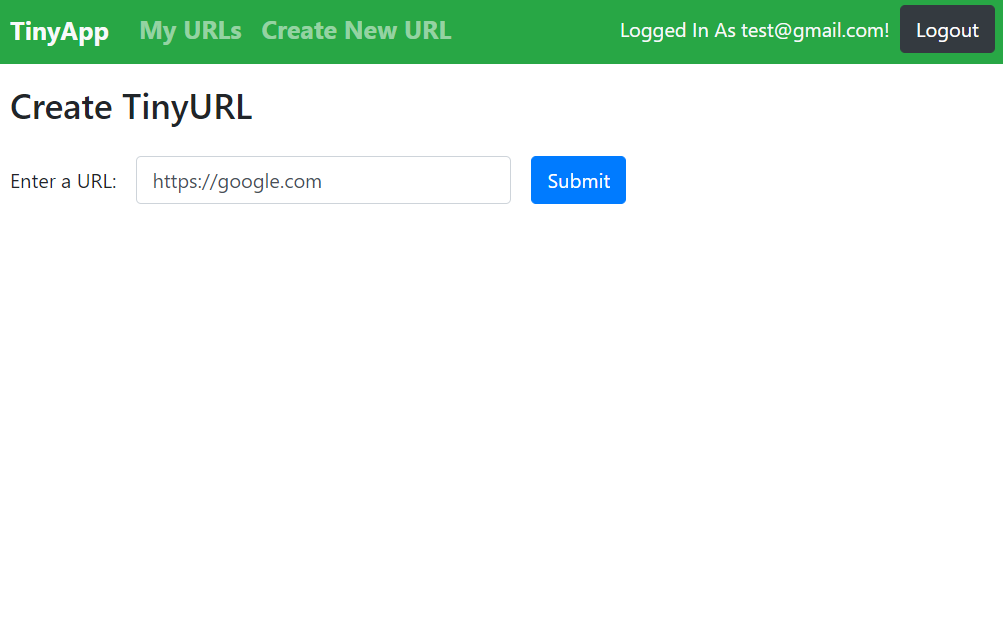 TinyApp My URLs Create New URL Logged In As test@gmail.com! Logout
Create TinyURL
Enter a URL: https://google.com Submit